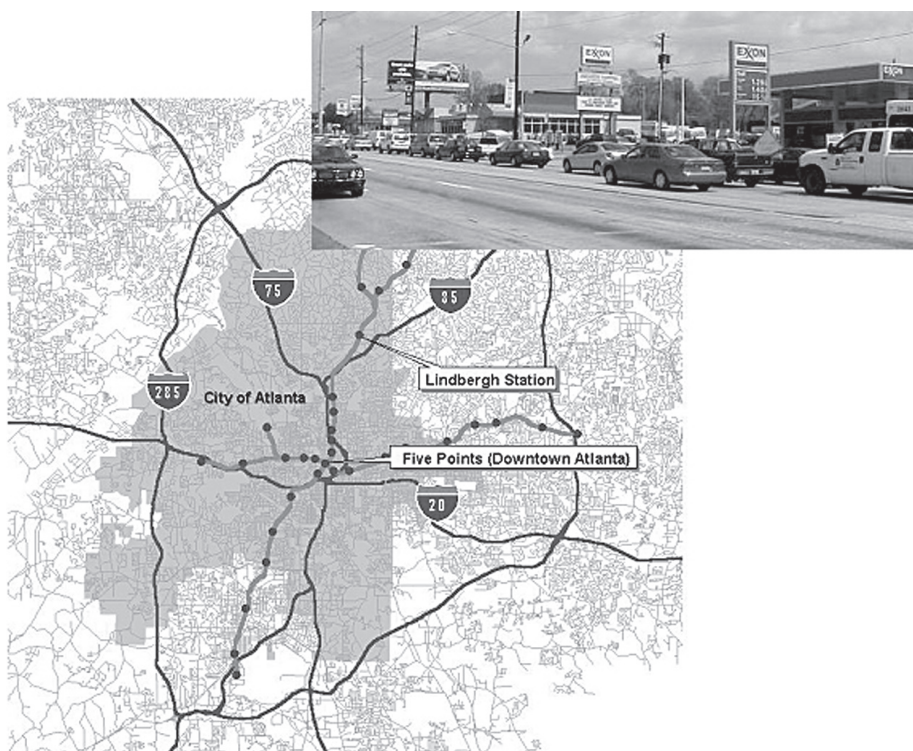 EXXON
EXXON
EXXON
75
85
Lindbergh Station
285
City of Atlanta
Five Points (Downtown Atlanta)
20